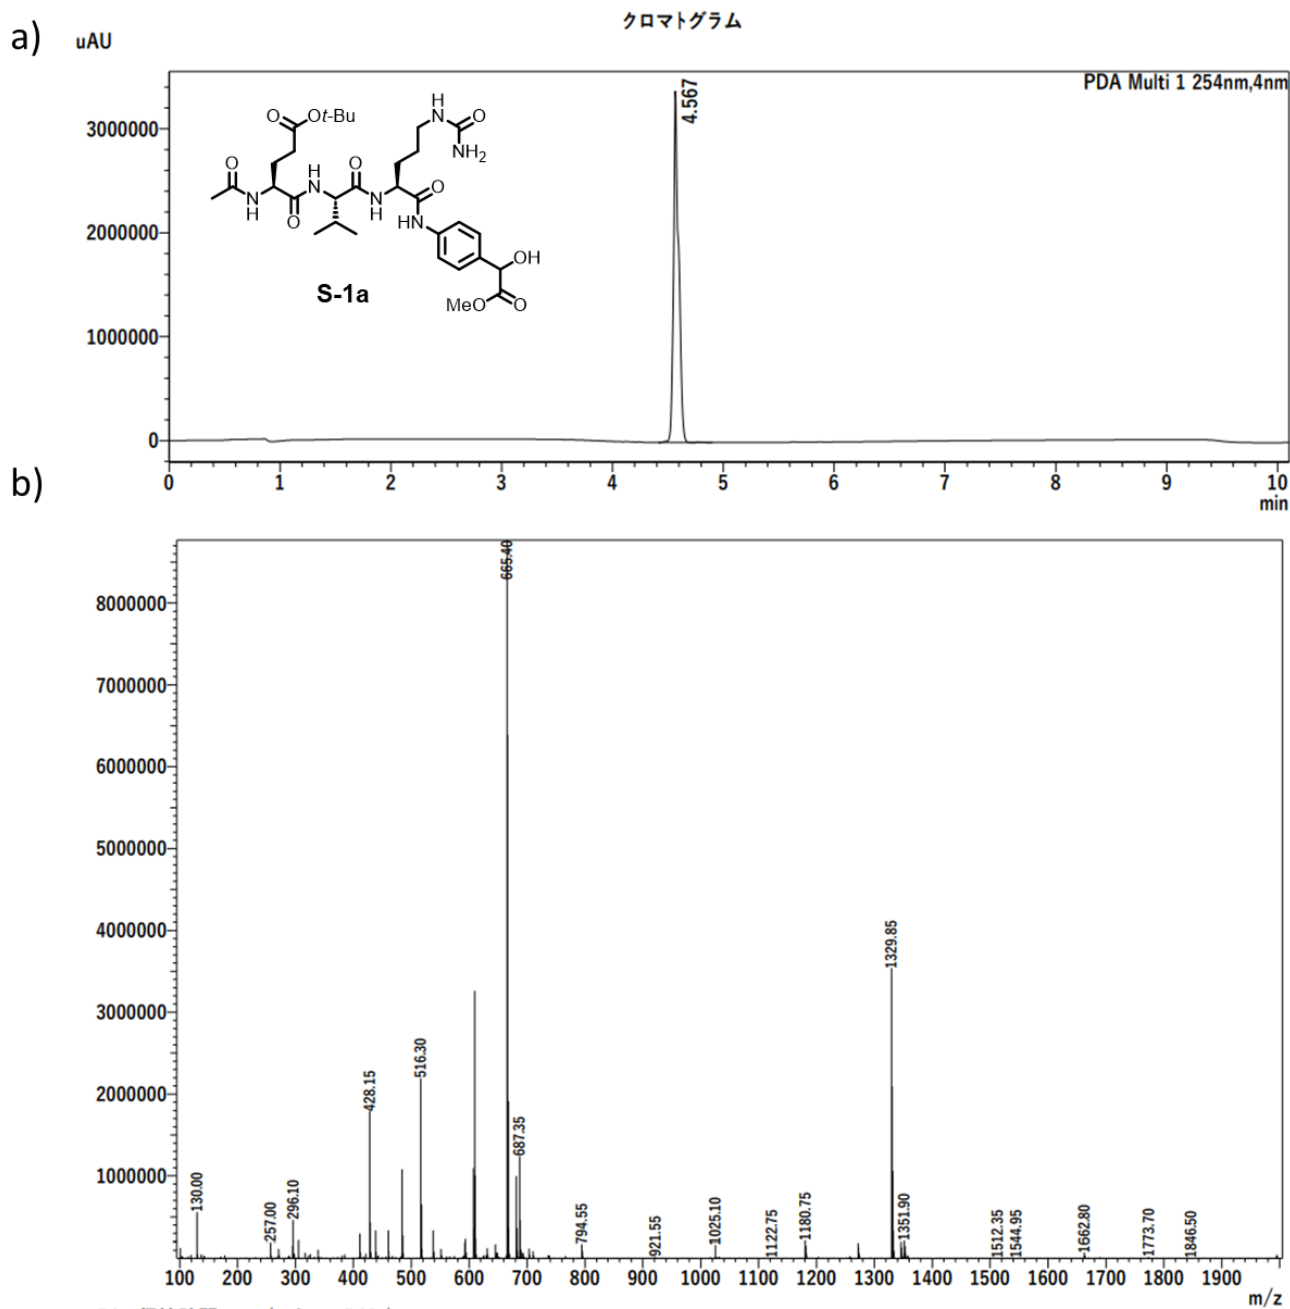 a)
uAU
クロマトグラム
PDA Multi 1 254nm,4nm
4.567
3000000
2000000
1000000
0
O
Ot-Bu
H
N
O
NH2
O
H
N
O
O
N
H
O
N
H
HN
OH
MeO
O
S-1a
0 1 2 3 4 5 6 7 8 9 10
min
b)
665.40
8000000
7000000
6000000
5000000
4000000
3000000
2000000
1000000
130.00
257.00
296.10
428.15
516.30
687.35
794.55
921.55
1025.10
1122.75
1180.75
1329.85
1351.90
1512.35
1544.95
1662.80
1773.70
1846.50
100 200 300 400 500 600 700 800 900 1000 1100 1200 1300 1400 1500 1600 1700 1800 1900
m/z